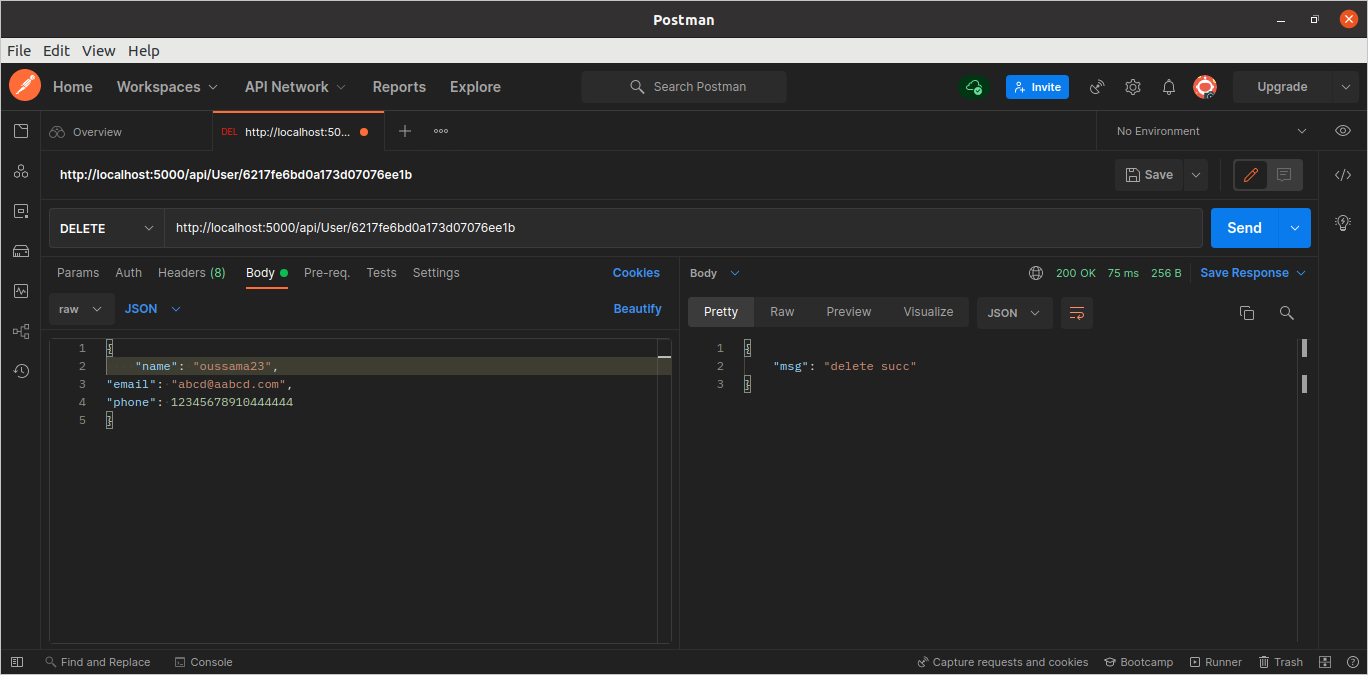 Postman
File Edit View Help
Home Workspaces API Network Reports Explore Search Postman Invite Upgrade
Overview DEL http://localhost:50... No Environment
http://localhost:5000/api/User/6217fe6bd0a173d07076ee1b Save
DELETE http://localhost:5000/api/User/6217fe6bd0a173d07076ee1b Send
Params Auth Headers (8) Body Pre-req. Tests Settings Cookies
Body 200 OK 75 ms 256 B Save Response
raw JSON Beautify
Pretty Raw Preview Visualize JSON
1 {
2 "name": "oussama23",
3 "email": "abcd@aabcd.com",
4 "phone": 12345678910444444
5 }
1 {
2 "msg": "delete succ"
3 }
Find and Replace Console Capture requests and cookies Bootcamp Runner Trash